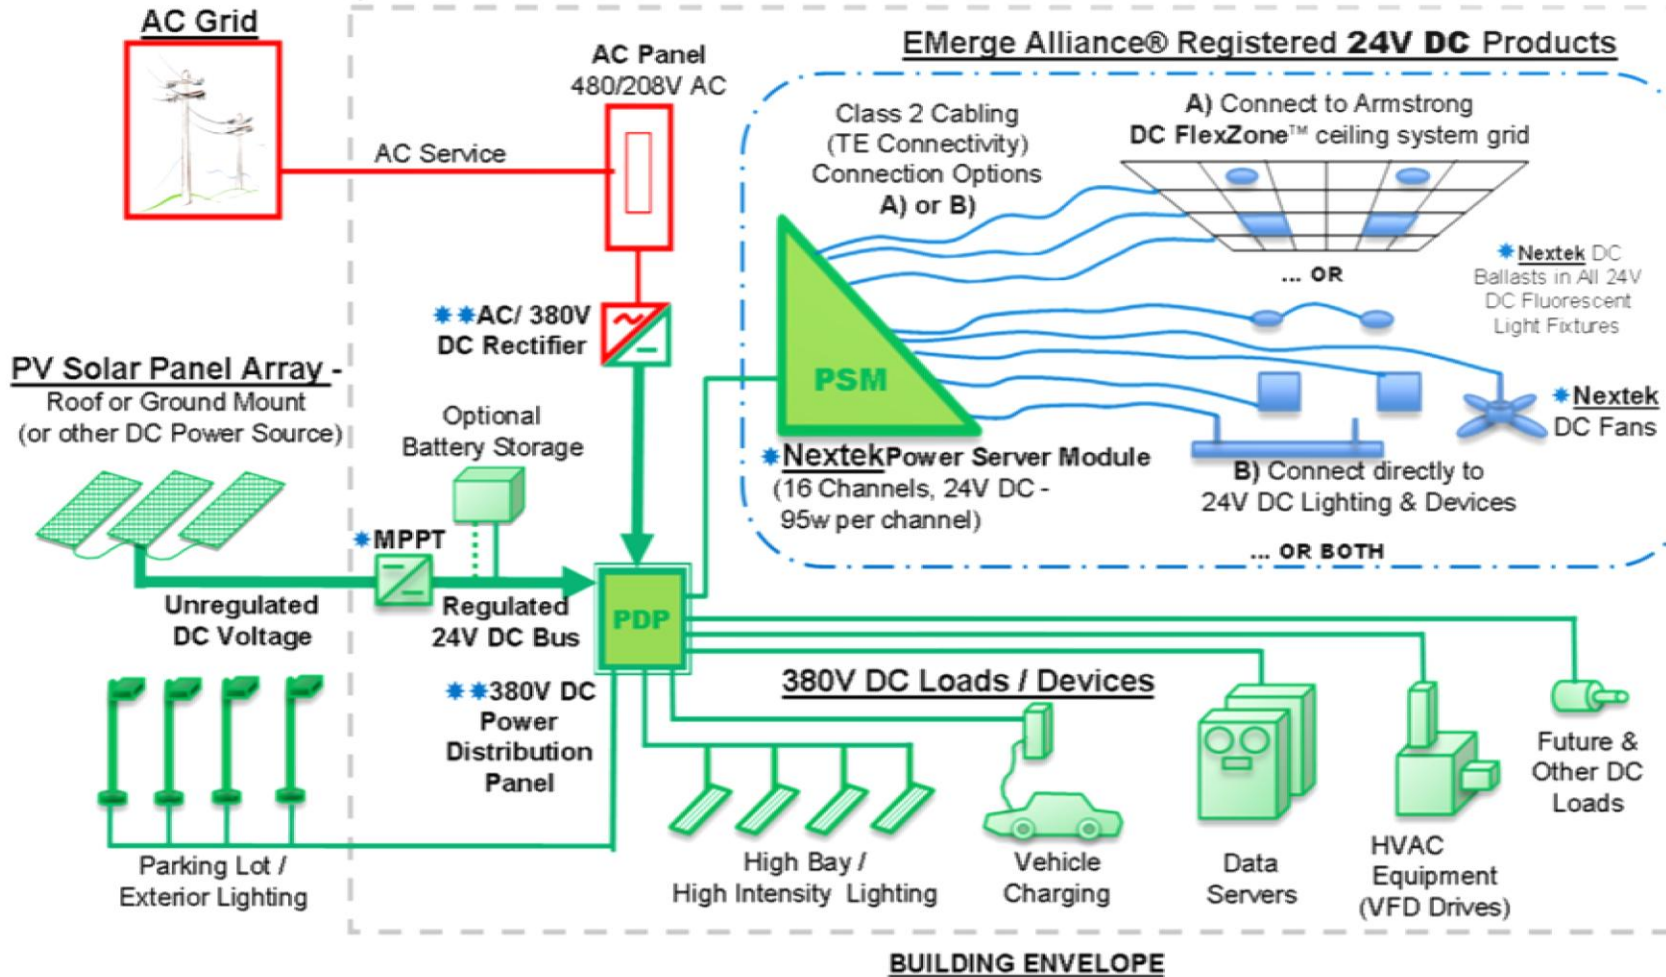 AC Grid
AC Panel
480/208V AC
AC Service
EMerge Alliance® Registered 24V DC Products
Class 2 Cabling
(TE Connectivity)
Connection Options
A) or B)
A) Connect to Armstrong
DC FlexZone™ ceiling system grid
... OR
✷Nextek DC
Ballasts in All 24V
DC Fluorescent
Light Fixtures
✷✷AC/ 380V
DC Rectifier
PV Solar Panel Array -
Roof or Ground Mount
(or other DC Power Source)
Optional
Battery Storage
PSM
✷Nextek
DC Fans
✷Nextek Power Server Module
(16 Channels, 24V DC -
95w per channel)
B) Connect directly to
24V DC Lighting & Devices
... OR BOTH
✷MPPT
Unregulated
DC Voltage
Regulated
24V DC Bus
PDP
✷✷380V DC
Power
Distribution
Panel
380V DC Loads / Devices
Parking Lot /
Exterior Lighting
High Bay /
High Intensity Lighting
Vehicle
Charging
Data
Servers
HVAC
Equipment
(VFD Drives)
Future &
Other DC
Loads
BUILDING ENVELOPE